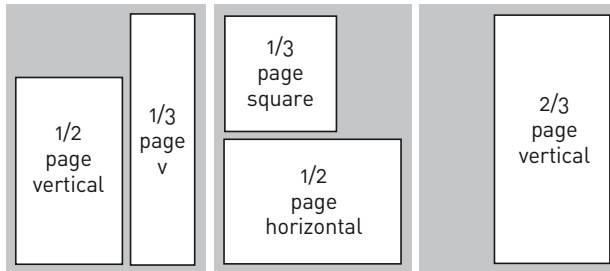 1/2
page
vertical
1/3
page
v
1/3
page
square
1/2
page
horizontal
2/3
page
vertical